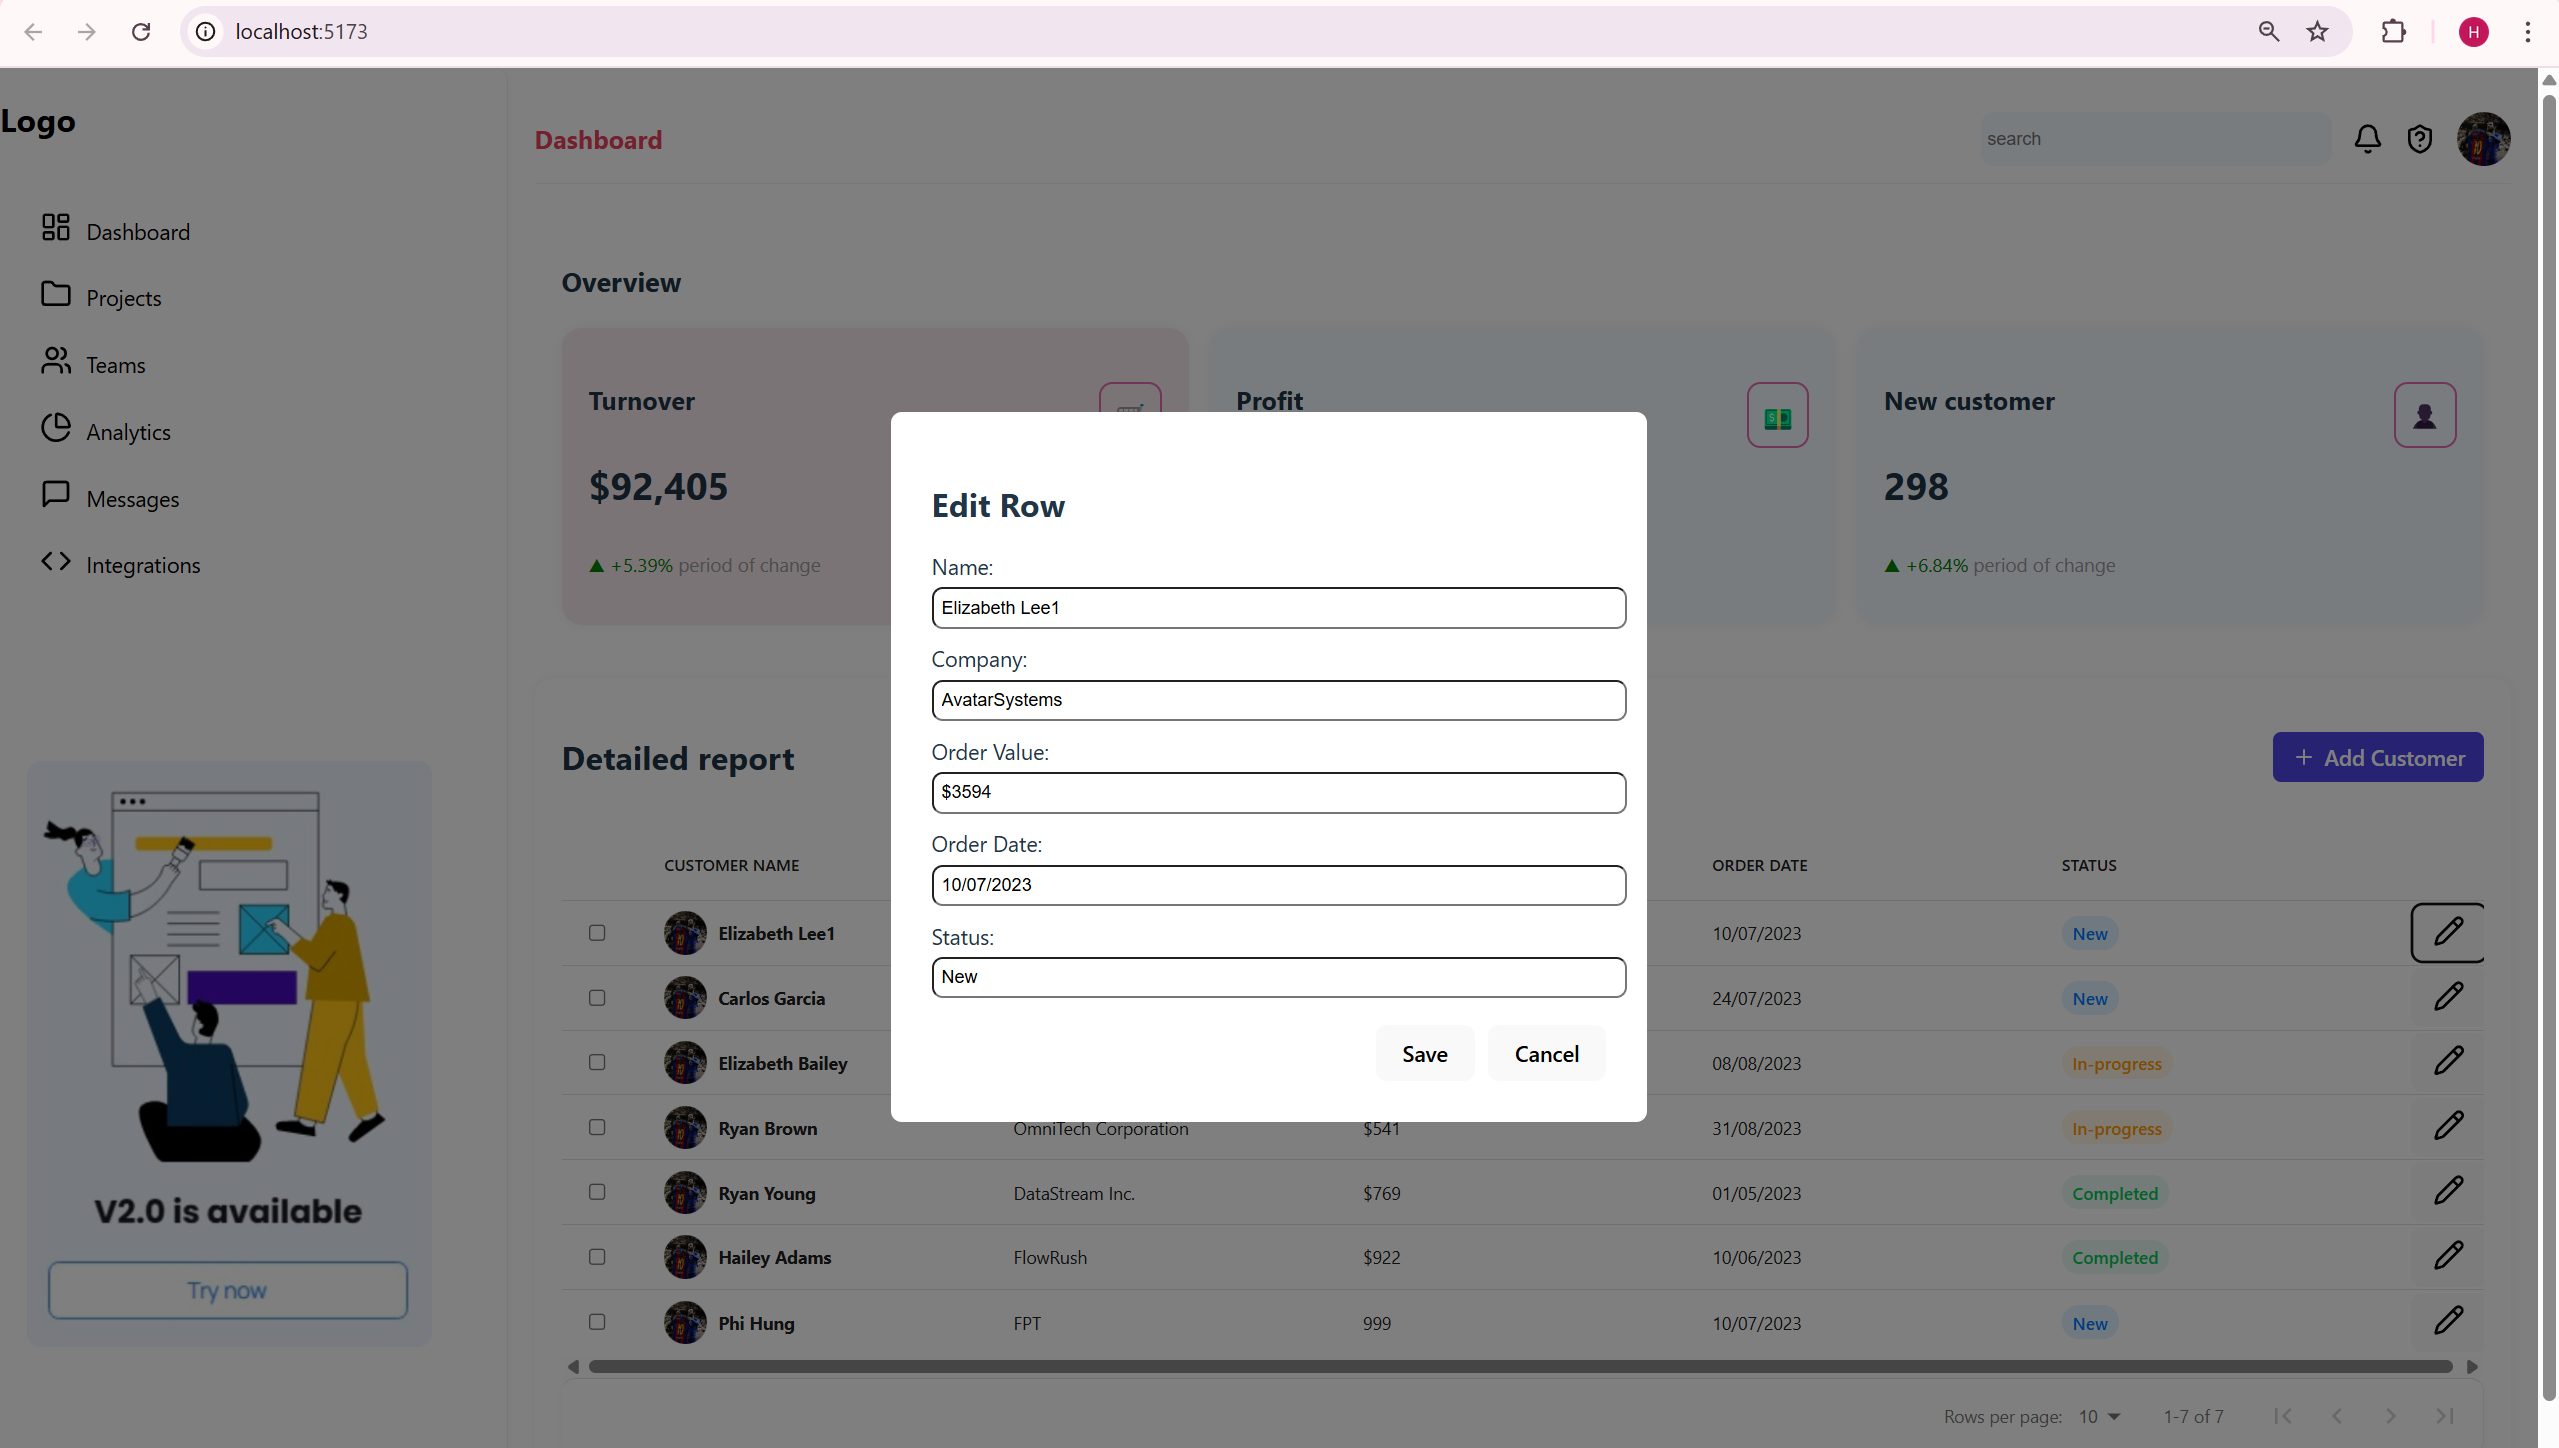 localhost:5173
H
Logo
Dashboard
search
Dashboard
Projects
Teams
Analytics
Messages
Integrations
Overview
Turnover
$92,405
▲ +5.39% period of change
Profit
New customer
298
▲ +6.84% period of change
Edit Row
Name:
Elizabeth Lee1
Company:
AvatarSystems
Order Value:
$3594
Order Date:
10/07/2023
Status:
New
Save Cancel
Detailed report
+ Add Customer
CUSTOMER NAME ORDER DATE STATUS
Elizabeth Lee1 10/07/2023 New
Carlos Garcia 24/07/2023 New
Elizabeth Bailey 08/08/2023 In-progress
Ryan Brown OmniTech Corporation $541 31/08/2023 In-progress
Ryan Young DataStream Inc. $769 01/05/2023 Completed
Hailey Adams FlowRush $922 10/06/2023 Completed
Phi Hung FPT 999 10/07/2023 New
V2.0 is available
Try now
Rows per page: 10 1-7 of 7